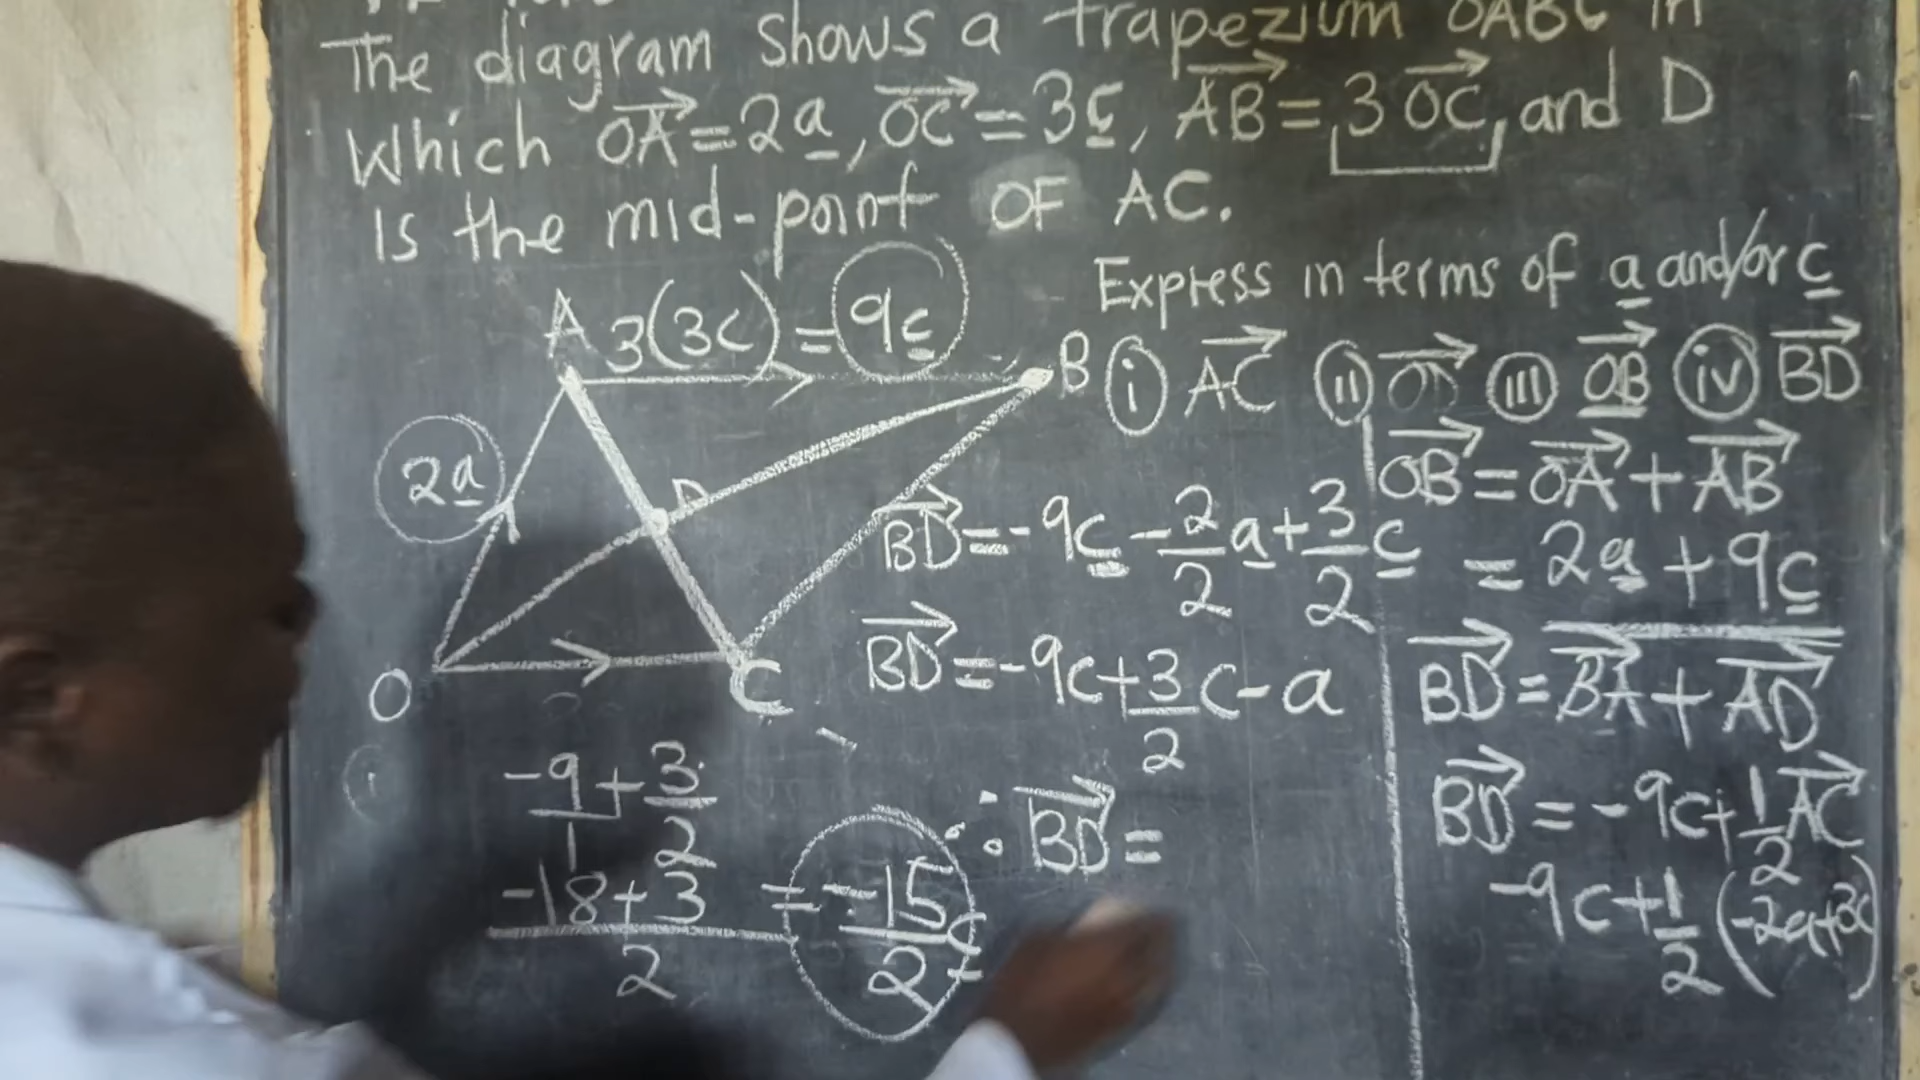 The diagram shows a trapezium OABC in
Which OA→ = 2a, OC→ = 3c, AB→ = 3OC→, and D
Is the mid-point OF AC.
Express in terms of a and/or c
i AC→ ii OD→ iii OB→ iv BD→
A 3(3c) = 9c
B
2a
D
O
C
BD→ = -9c - 2/2 a + 3/2 c
BD→ = -9c + 3/2 c - a
-9/1 + 3/2
(-18 + 3)/2 = -15/2 c
∴ BD→ =
OB→ = OA→ + AB→
= 2a + 9c
BD→ = BA→ + AD→
BD→ = -9c + 1/2 AC→
-9c + 1/2 (-2a+3c)